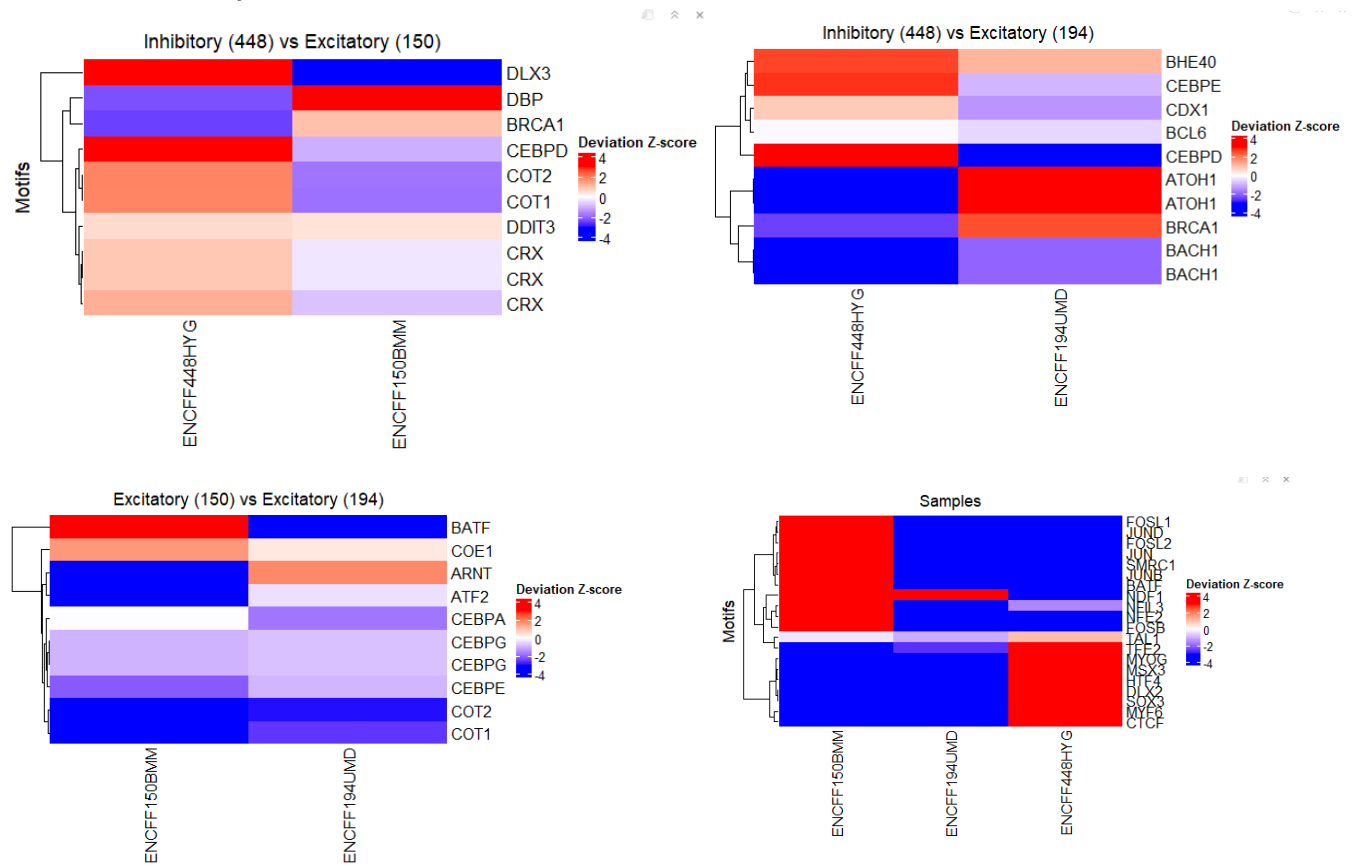 Inhibitory (448) vs Excitatory (150)
Motifs
DLX3
DBP
BRCA1
CEBPD
COT2
COT1
DDIT3
CRX
CRX
CRX
Deviation Z-score
4
2
0
-2
-4
ENCFF448HYG
ENCFF150BMM
Inhibitory (448) vs Excitatory (194)
BHE40
CEBPE
CDX1
BCL6
CEBPD
ATOH1
ATOH1
BRCA1
BACH1
BACH1
Deviation Z-score
4
2
0
-2
-4
ENCFF448HYG
ENCFF194UMD
Excitatory (150) vs Excitatory (194)
BATF
COE1
ARNT
ATF2
CEBPA
CEBPG
CEBPG
CEBPE
COT2
COT1
Deviation Z-score
4
2
0
-2
-4
ENCFF150BMM
ENCFF194UMD
Samples
Motifs
FOSL1
JUND
FOSL2
JUN
SMRC1
JUNB
BATF
NDF1
NEIL3
NFE2
FOSB
TAL1
TFE2
MYOG
MSX3
HTF4
DLX2
SOX3
MYF6
CTCF
Deviation Z-score
4
2
0
-2
-4
ENCFF150BMM
ENCFF194UMD
ENCFF448HYG